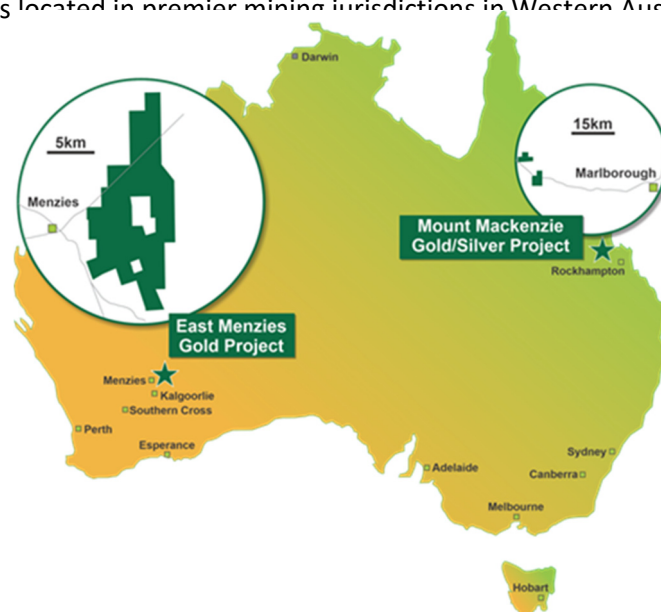 s located in premier mining jurisdictions in Western Aus
Darwin
5km
15km
Menzies
Marlborough
Mount Mackenzie
Gold/Silver Project
Rockhampton
East Menzies
Gold Project
Menzies
Kalgoorlie
Southern Cross
Perth
Esperance
Sydney
Adelaide
Canberra
Melbourne
Hobart